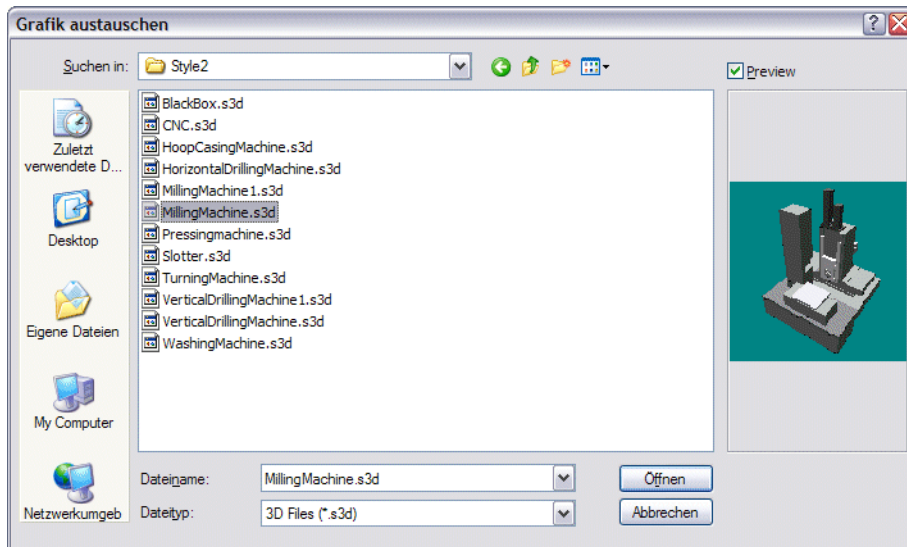 Grafik austauschen
Suchen in:
Style2
Preview
Zuletzt
verwendete D...
Desktop
Eigene Dateien
My Computer
Netzwerkumgeb
BlackBox.s3d
CNC.s3d
HoopCasingMachine.s3d
HorizontalDrillingMachine.s3d
MillingMachine1.s3d
MillingMachine.s3d
Pressingmachine.s3d
Slotter.s3d
TurningMachine.s3d
VerticalDrillingMachine1.s3d
VerticalDrillingMachine.s3d
WashingMachine.s3d
Dateiname:
MillingMachine.s3d
Öffnen
Dateityp:
3D Files (*.s3d)
Abbrechen